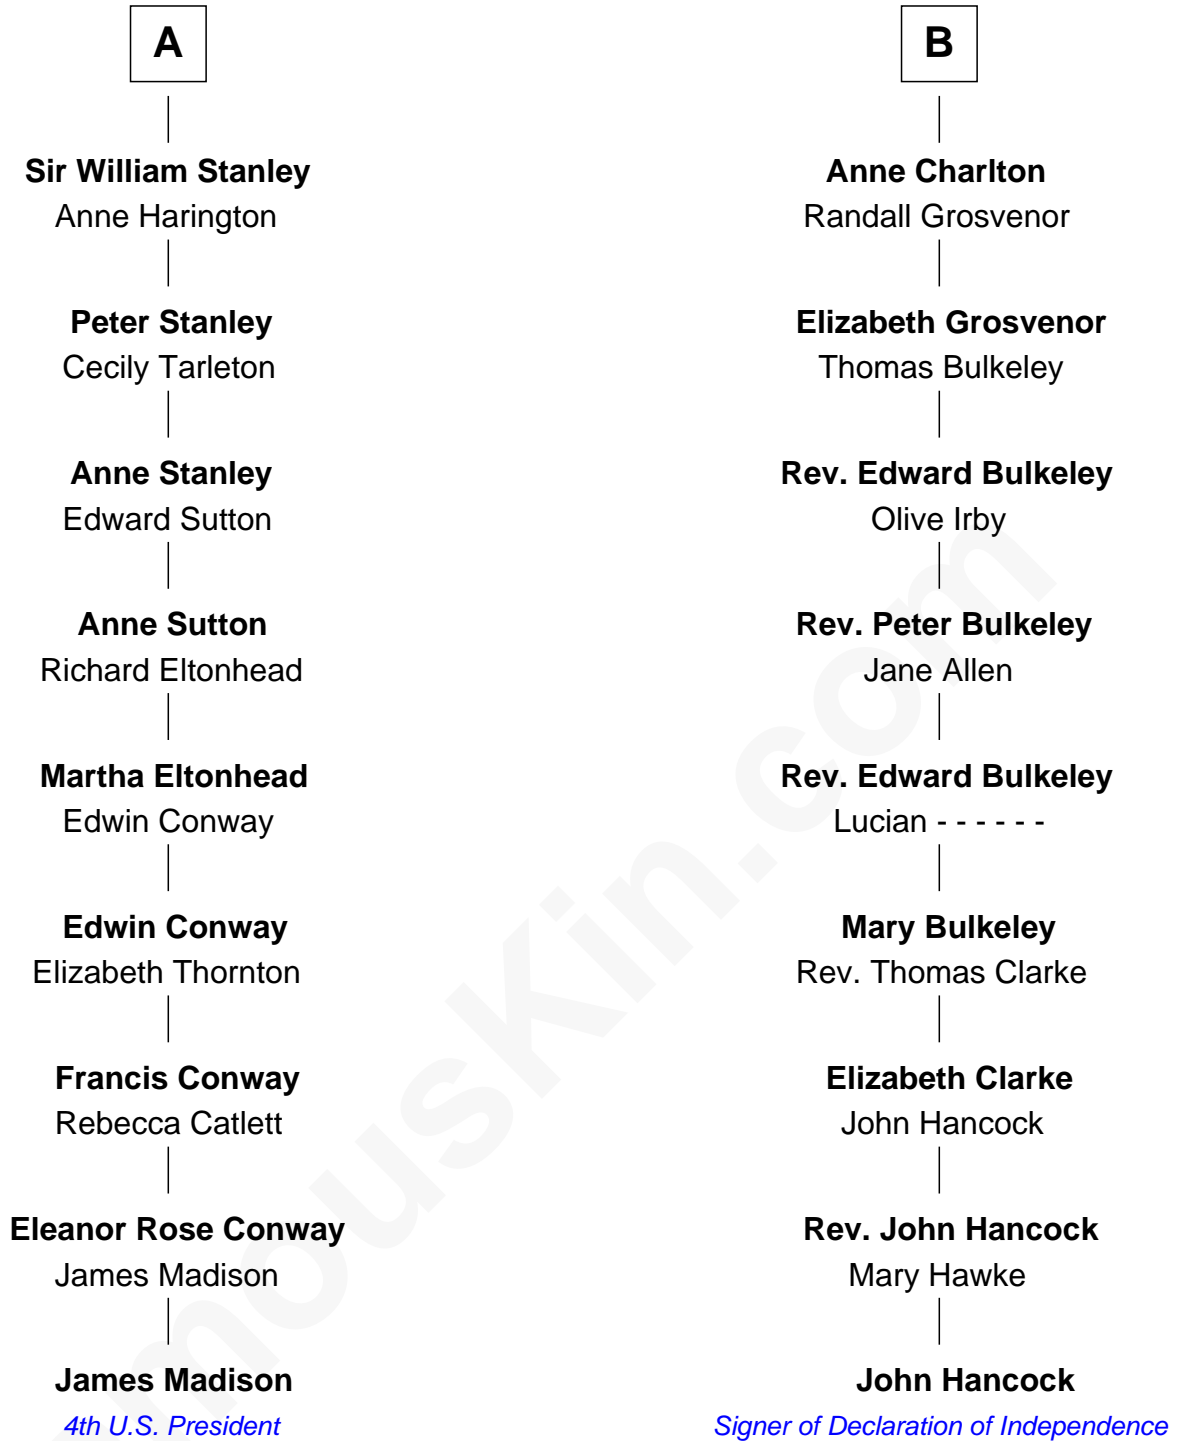 A
Sir William Stanley
Anne Harington
Peter Stanley
Cecily Tarleton
Anne Stanley
Edward Sutton
Anne Sutton
Richard Eltonhead
Martha Eltonhead
Edwin Conway
Edwin Conway
Elizabeth Thornton
Francis Conway
Rebecca Catlett
Eleanor Rose Conway
James Madison
James Madison
4th U.S. President
B
Anne Charlton
Randall Grosvenor
Elizabeth Grosvenor
Thomas Bulkeley
Rev. Edward Bulkeley
Olive Irby
Rev. Peter Bulkeley
Jane Allen
Rev. Edward Bulkeley
Lucian - - - - - -
Mary Bulkeley
Rev. Thomas Clarke
Elizabeth Clarke
John Hancock
Rev. John Hancock
Mary Hawke
John Hancock
Signer of Declaration of Independence
mouskin.com